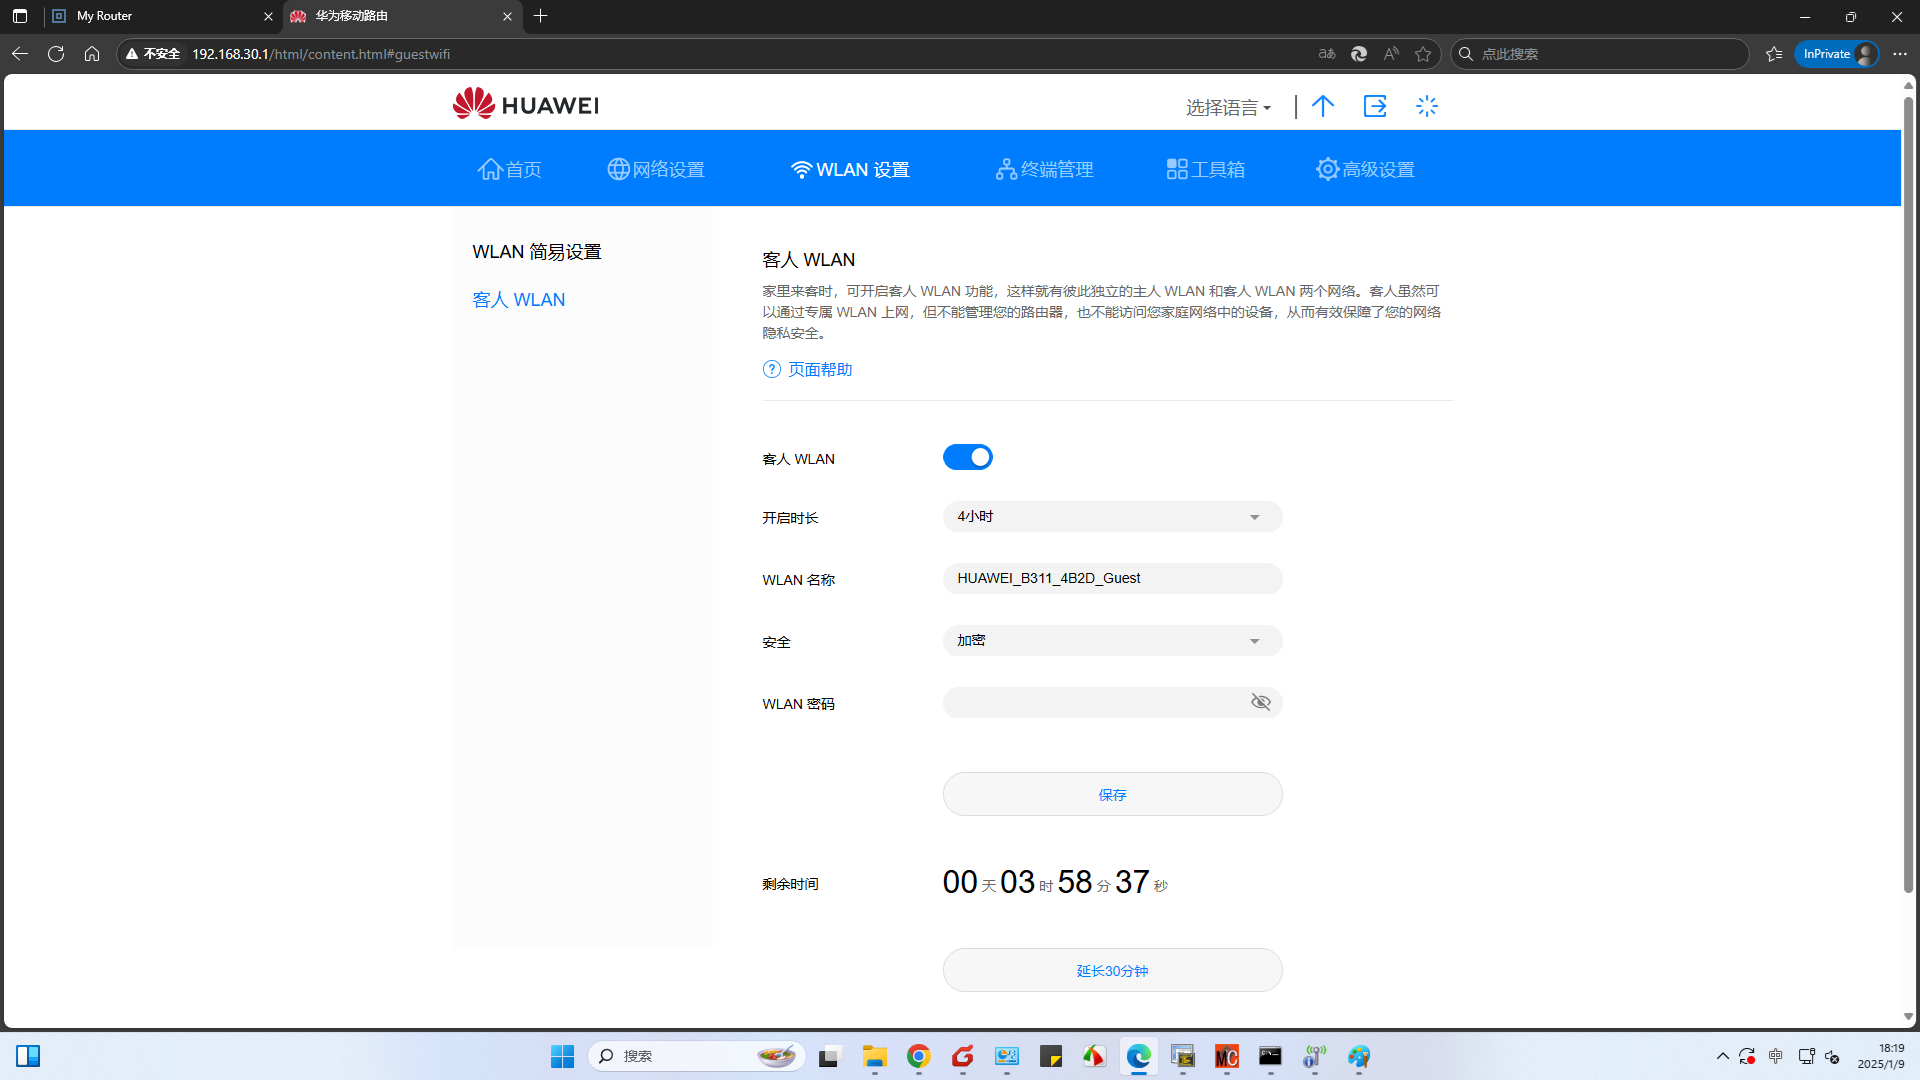 My Router
华为移动路由
不安全
192.168.30.1/html/content.html#guestwifi
点此搜索
InPrivate
HUAWEI
选择语言
首页
网络设置
WLAN 设置
终端管理
工具箱
高级设置
WLAN 简易设置
客人 WLAN
客人 WLAN
家里来客时，可开启客人 WLAN 功能，这样就有彼此独立的主人 WLAN 和客人 WLAN 两个网络。客人虽然可
以通过专属 WLAN 上网，但不能管理您的路由器，也不能访问您家庭网络中的设备，从而有效保障了您的网络
隐私安全。
? 页面帮助
客人 WLAN
开启时长
4小时
WLAN 名称
HUAWEI_B311_4B2D_Guest
安全
加密
WLAN 密码
保存
剩余时间
00 天 03 时 58 分 37 秒
延长30分钟
搜索
MC
中
18:19
2025/1/9